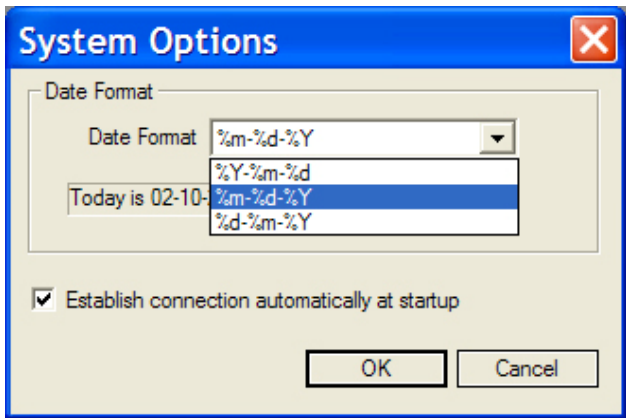 System Options
Date Format
Date Format %m-%d-%Y
%Y-%m-%d
Today is 02-10- %m-%d-%Y
%d-%m-%Y
Establish connection automatically at startup
OK Cancel